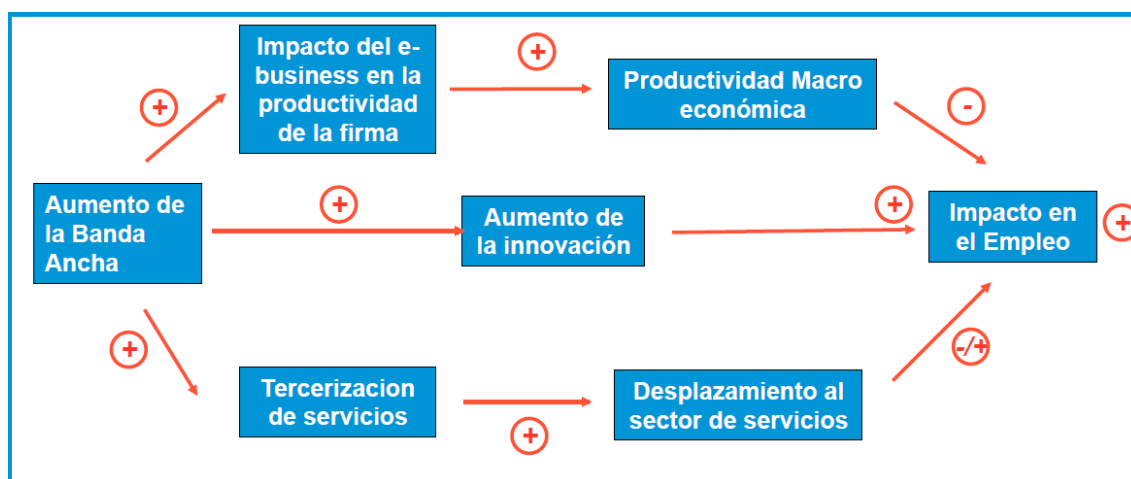 Impacto del e-
business en la
productividad
de la firma
+
+
Productividad Macro
económica
-
Aumento de
la Banda
Ancha
+
Aumento de
la innovación
+
Impacto en
el Empleo
+
+
Tercerizacion
de servicios
+
Desplazamiento al
sector de servicios
-/+